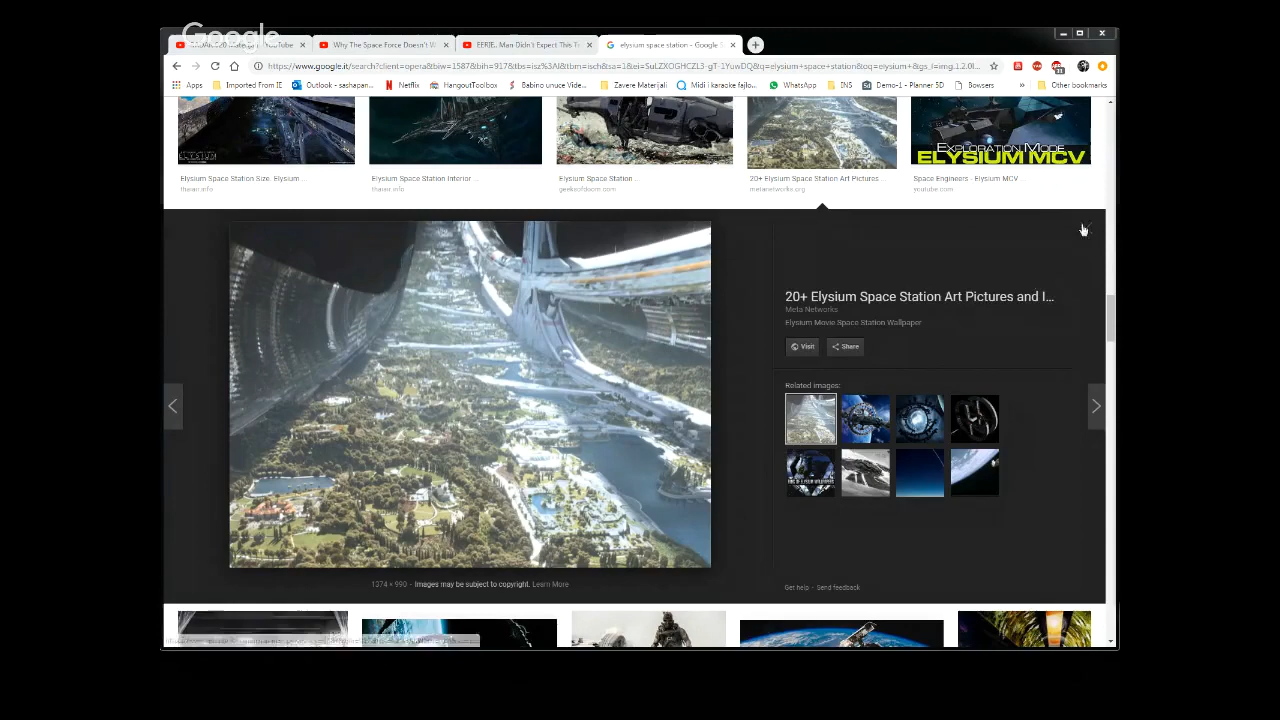 Google
YouTube
Why The Space Force Doesn't W
EERIE.. Man Didn't Expect This T
elysium space station - Google S
Apps
Imported From IE
Outlook - sashapan...
Netflix
HangoutToolbox
Babino unuce Video...
Zavere Materijali
Midi i karaoke fajlo...
WhatsApp
INS
Demo-1 - Planner 5D
Bowsers
»
Other bookmarks
EXPLORATION MODE
ELYSIUM MCV
Elysium Space Station Size, Elysium ...
thaiair.info
Elysium Space Station Interior ...
thaiair.info
Elysium Space Station ...
geeksofdoom.com
20+ Elysium Space Station Art Pictures ...
metanetworks.org
Space Engineers - Elysium MCV ...
youtube.com
20+ Elysium Space Station Art Pictures and I...
Meta Networks
Elysium Movie Space Station Wallpaper
Visit
Share
Related images:
1374 × 990 - Images may be subject to copyright. Learn More
Get help - Send feedback